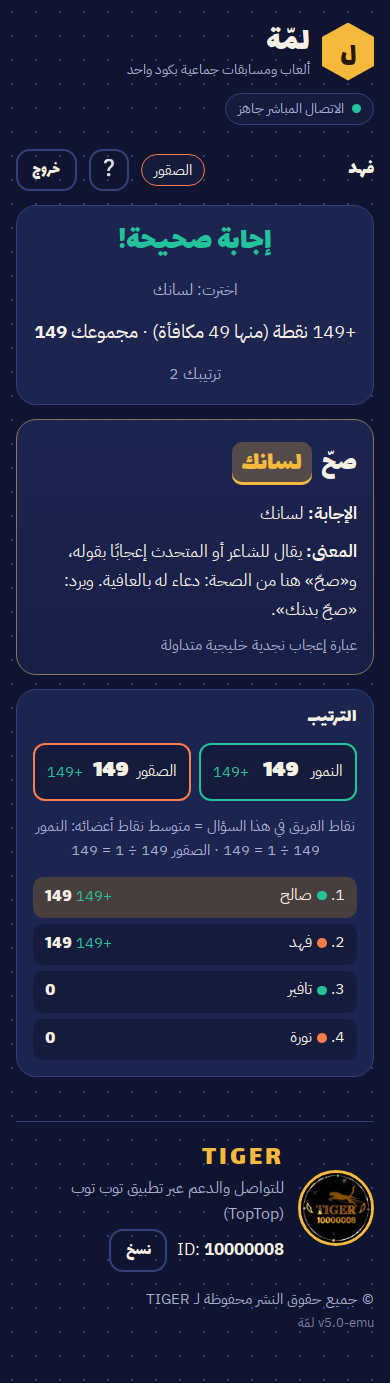 ل
لمّة
ألعاب ومسابقات جماعية بكود واحد
الاتصال المباشر جاهز
فهد
الصقور
?
خروج
إجابة صحيحة!
اخترت: لسانك
+149 نقطة (منها 49 مكافأة) · مجموعك 149
ترتيبك 2
صحّ لسانك
الإجابة: لسانك
المعنى: يقال للشاعر أو المتحدث إعجابًا بقوله،
و«صحّ» هنا من الصحة: دعاء له بالعافية. ويرد:
«صحّ بدنك».
عبارة إعجاب نجدية خليجية متداولة
الترتيب
النمور 149 +149
الصقور 149 +149
نقاط الفريق في هذا السؤال = متوسط نقاط أعضائه: النمور
149 ÷ 1 = 149 · الصقور 149 ÷ 1 = 149
1. صالح +149 149
2. فهد +149 149
3. تافير 0
4. نورة 0
TIGER
10000008
TIGER
للتواصل والدعم عبر تطبيق توب توب
(TopTop)
ID: 10000008
نسخ
© جميع حقوق النشر محفوظة لـ TIGER
لمّة v5.0-emu